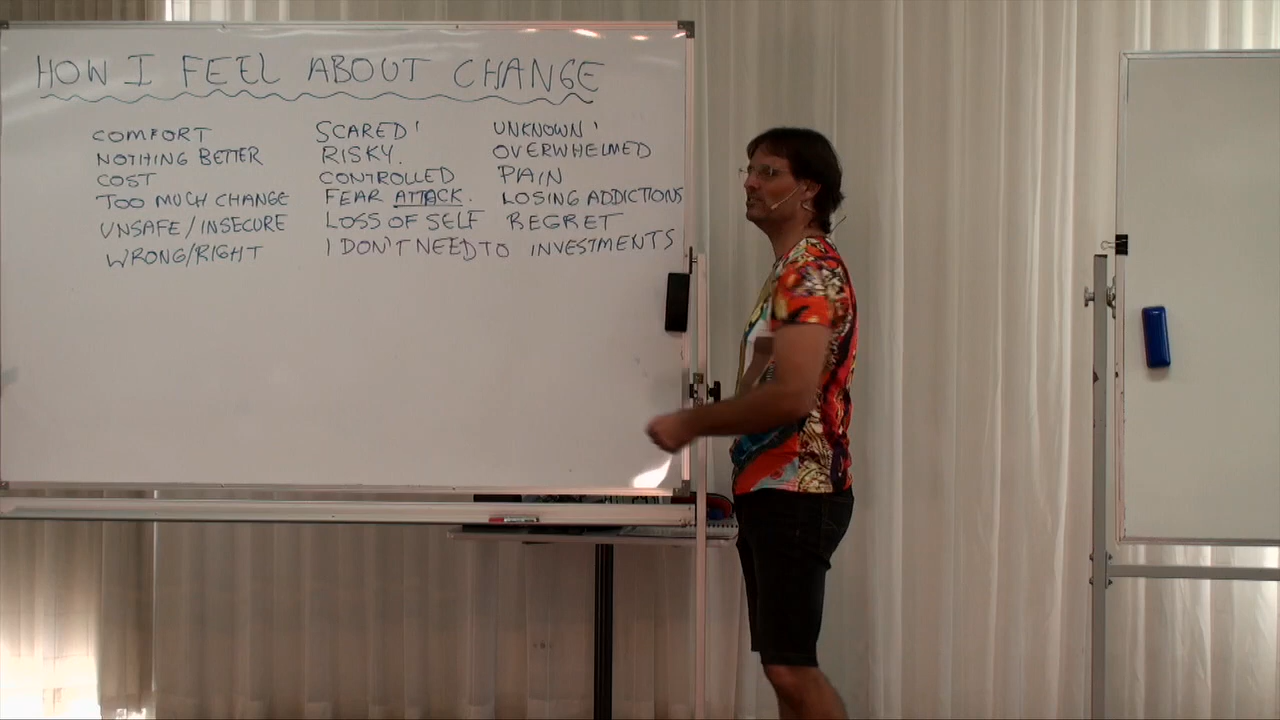 HOW I FEEL ABOUT CHANGE
COMFORT
NOTHING BETTER
COST
TOO MUCH CHANGE
UNSAFE/INSECURE
WRONG/RIGHT
SCARED'
RISKY.
CONTROLLED
FEAR ATTACK.
LOSS OF SELF
I DON'T NEED TO
UNKNOWN'
OVERWHELMED
PAIN
LOSING ADDICTIONS
REGRET
INVESTMENTS